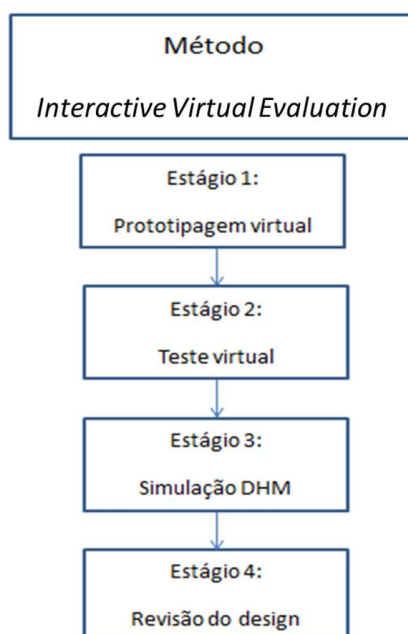 Método
Interactive Virtual Evaluation
Estágio 1:
Prototipagem virtual
Estágio 2:
Teste virtual
Estágio 3:
Simulação DHM
Estágio 4:
Revisão do design